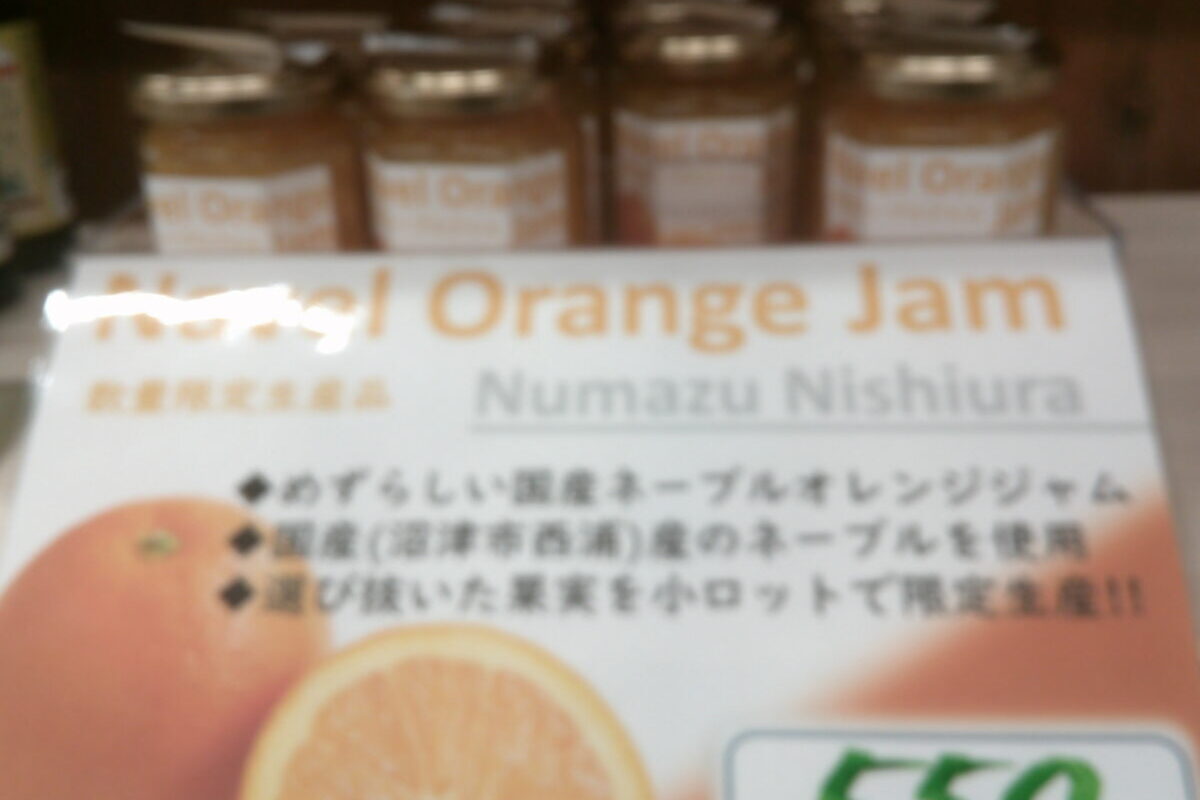 Navel Orange Jam
数量限定生産品
Numazu Nishiura
◆めずらしい国産ネーブルオレンジジャム
◆国産(沼津市西浦)産のネーブルを使用
◆選び抜いた果実を小ロットで限定生産!!
550